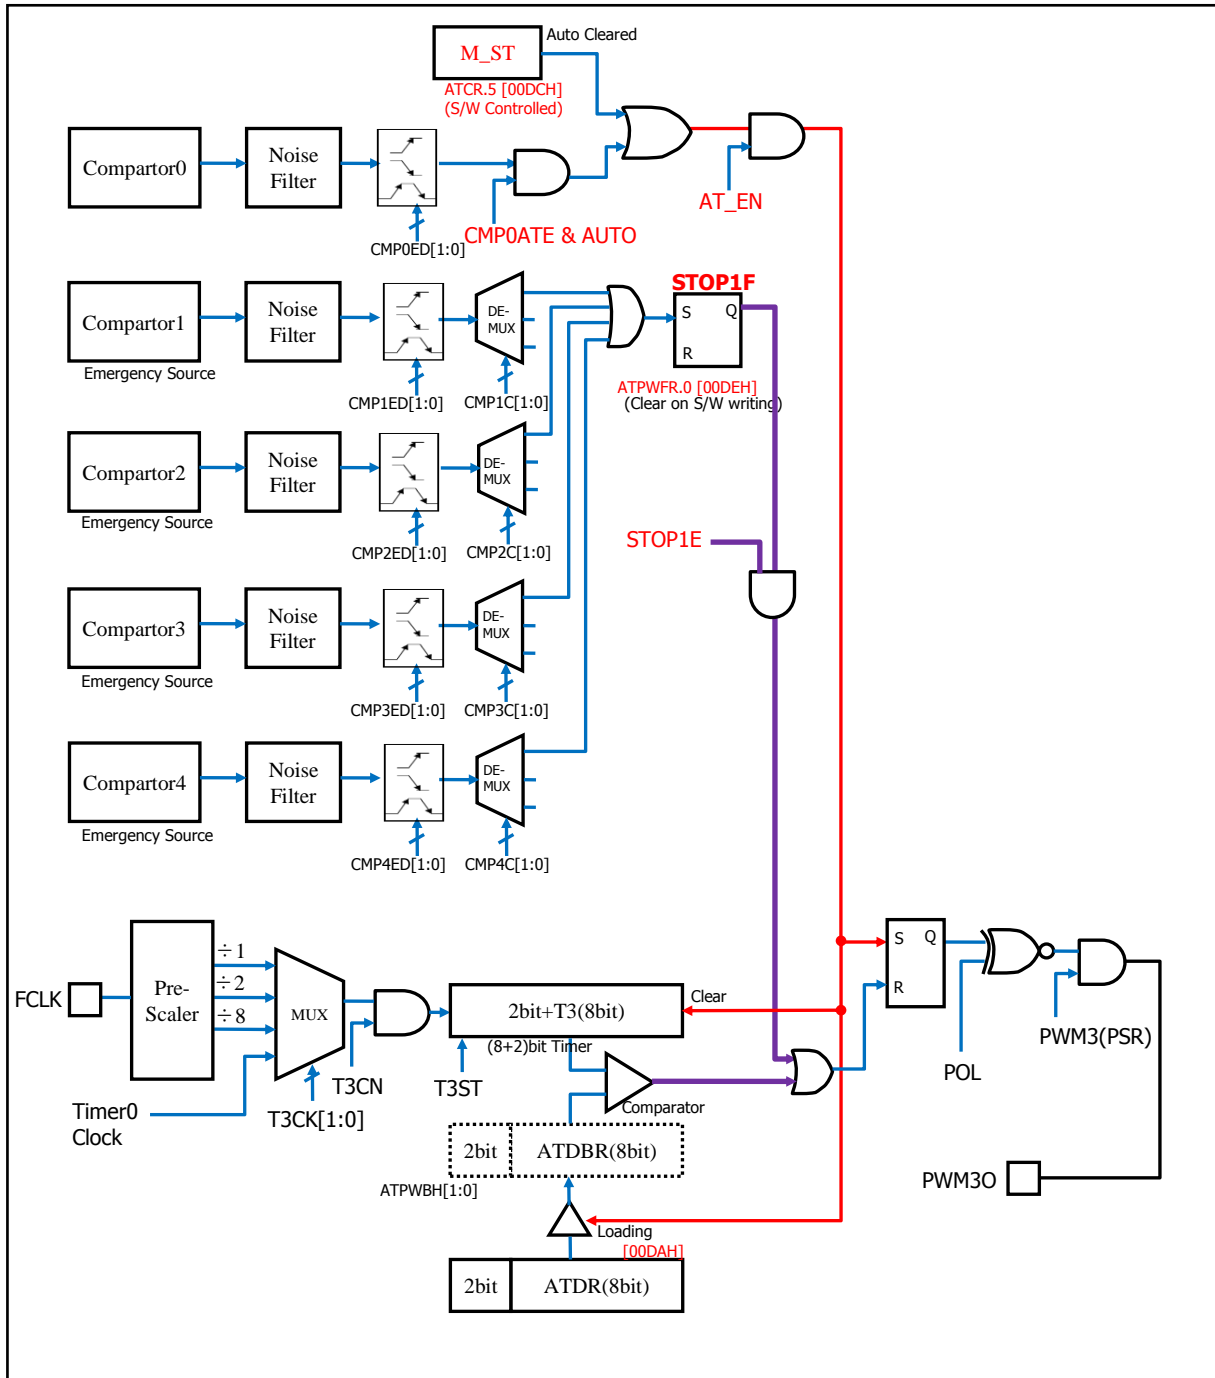 Auto Cleared
M_ST
ATCR.5 [00DCH]
(S/W Controlled)
Compartor0
Noise
Filter
AT_EN
CMP0ED[1:0]
CMP0ATE & AUTO
STOP1F
Compartor1
Noise
Filter
DE-
MUX
S
Q
R
Emergency Source
ATPWFR.0 [00DEH]
(Clear on S/W writing)
CMP1ED[1:0]
CMP1C[1:0]
Compartor2
Noise
Filter
DE-
MUX
Emergency Source
CMP2ED[1:0]
CMP2C[1:0]
STOP1E
Compartor3
Noise
Filter
DE-
MUX
Emergency Source
CMP3ED[1:0]
CMP3C[1:0]
Compartor4
Noise
Filter
DE-
MUX
Emergency Source
CMP4ED[1:0]
CMP4C[1:0]
FCLK
Pre-
Scaler
÷1
÷2
÷8
MUX
Timer0
Clock
T3CK[1:0]
T3CN
2bit+T3(8bit)
Clear
(8+2)bit Timer
T3ST
Comparator
S
Q
R
POL
PWM3(PSR)
2bit
ATDBR(8bit)
ATPWBH[1:0]
PWM3O
Loading
[00DAH]
2bit
ATDR(8bit)